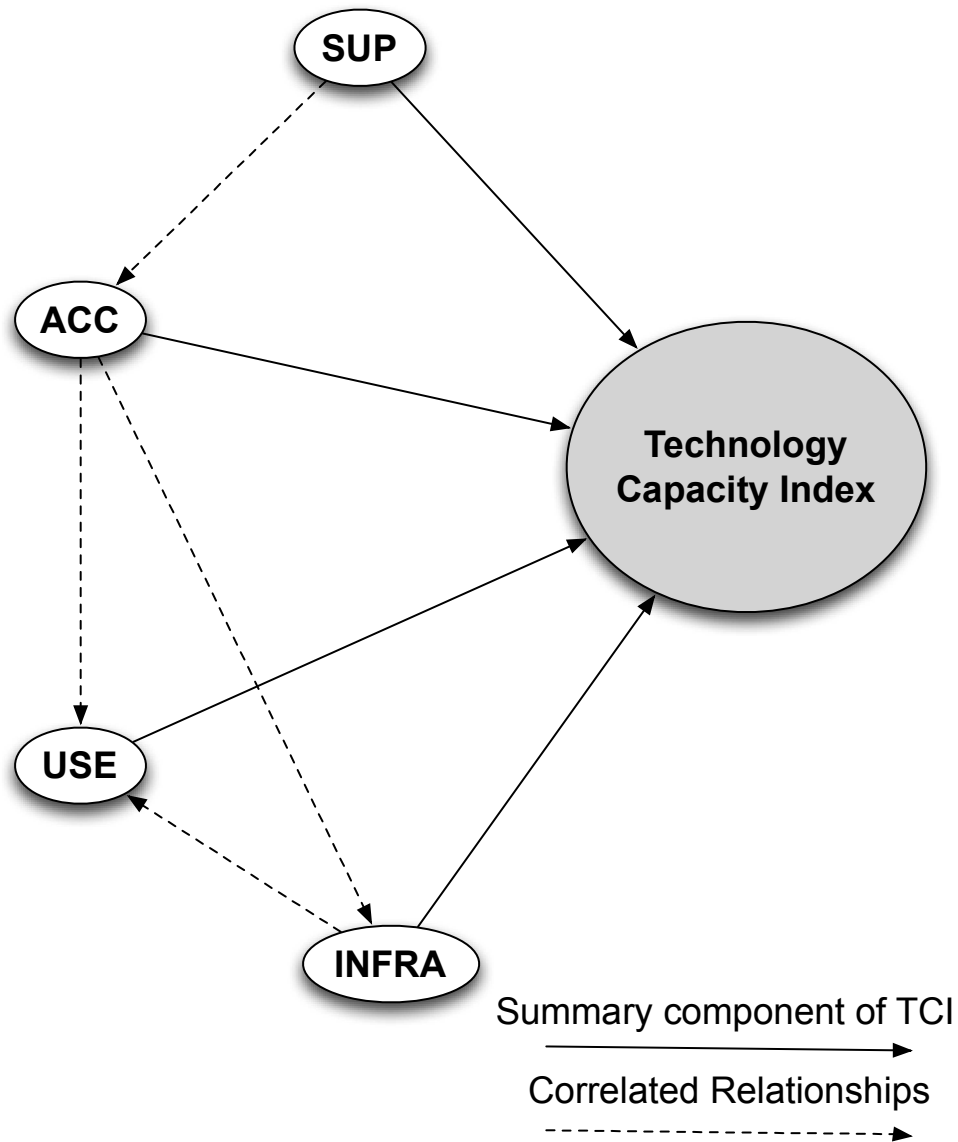 SUP
ACC
Technology
Capacity Index
USE
INFRA
Summary component of TCI
Correlated Relationships